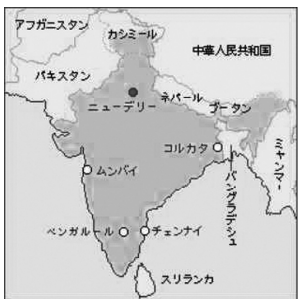 アフガニスタン
カシミール
中華人民共和国
パキスタン
ニューデリー
ネパール
ブータン
コルカタ
ミャンマー
ムンバイ
バングラデシュ
ベンガルール
チェンナイ
スリランカ